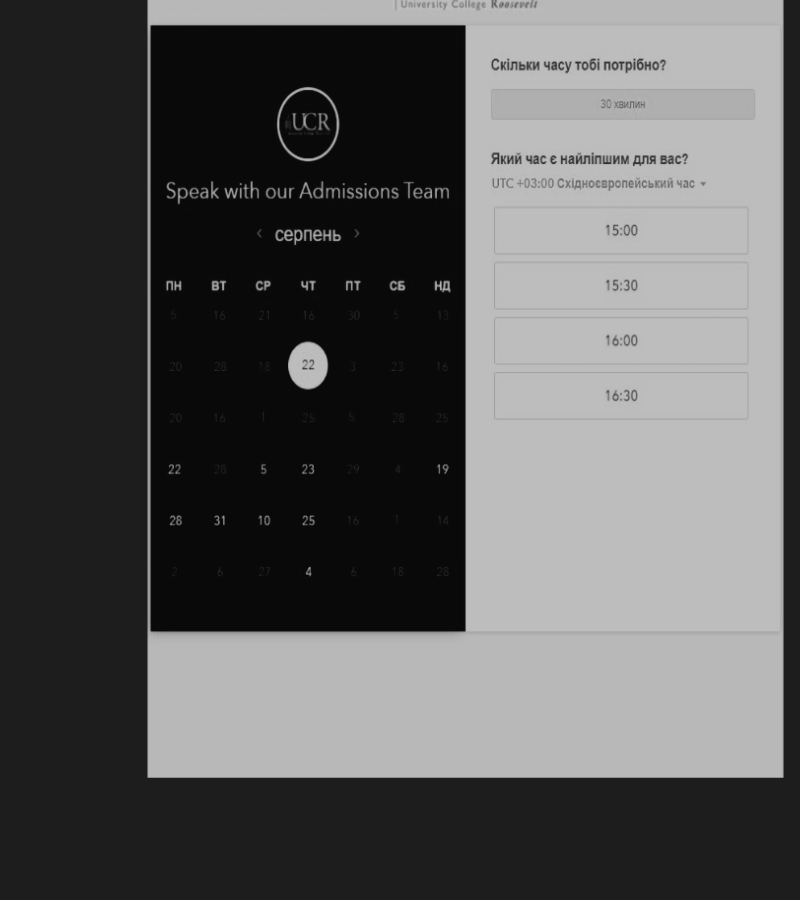 | University College Roosevelt
UCR
Speak with our Admissions Team
‹ серпень ›
ПН ВТ СР ЧТ ПТ СБ НД
5 16 21 16 30 5 13
20 28 18 22 3 23 16
20 16 1 25 5 28 25
22 28 5 23 29 4 19
28 31 10 25 16 1 14
2 6 27 4 6 18 28
Скільки часу тобі потрібно?
30 хвилин
Який час є найліпшим для вас?
UTC +03:00 Східноєвропейський час
15:00
15:30
16:00
16:30